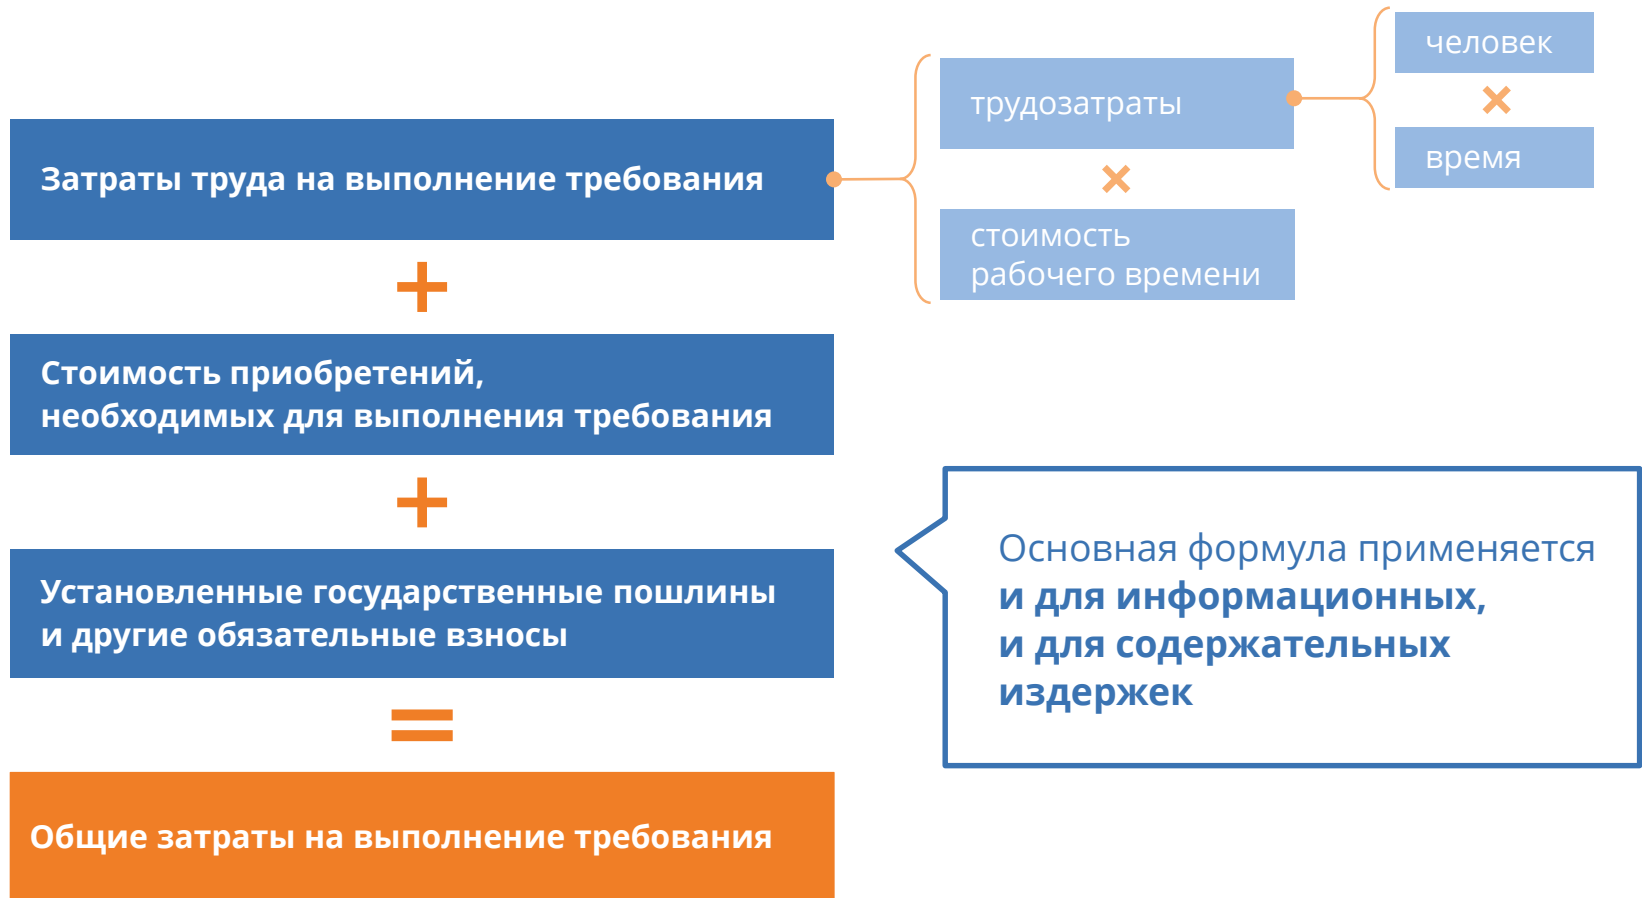 Затраты труда на выполнение требования
трудозатраты
×
стоимость
рабочего времени
человек
×
время
+
Стоимость приобретений,
необходимых для выполнения требования
+
Установленные государственные пошлины
и другие обязательные взносы
=
Общие затраты на выполнение требования
Основная формула применяется
и для информационных,
и для содержательных
издержек